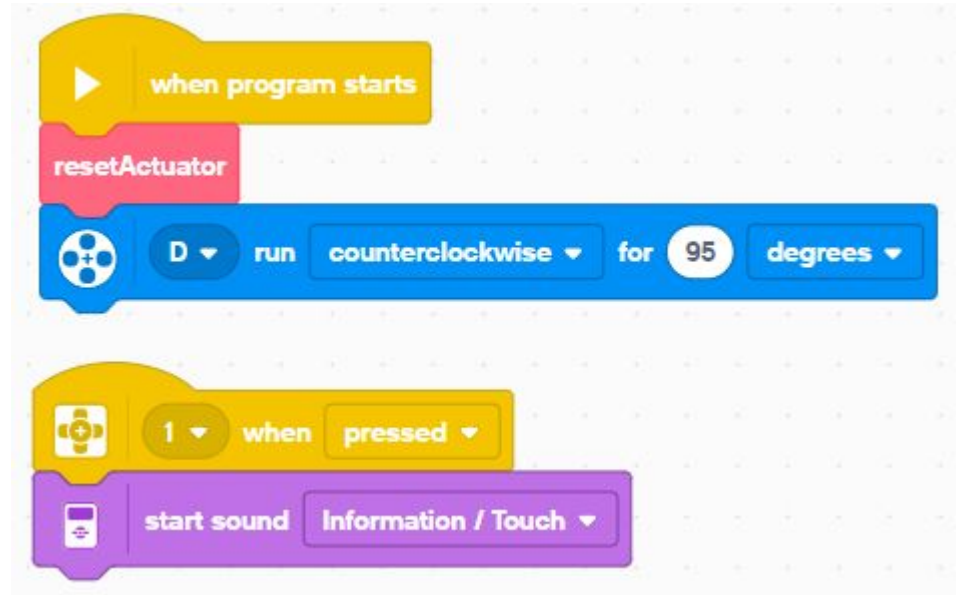 when program starts
resetActuator
D run counterclockwise for 95 degrees
1 when pressed
start sound Information / Touch